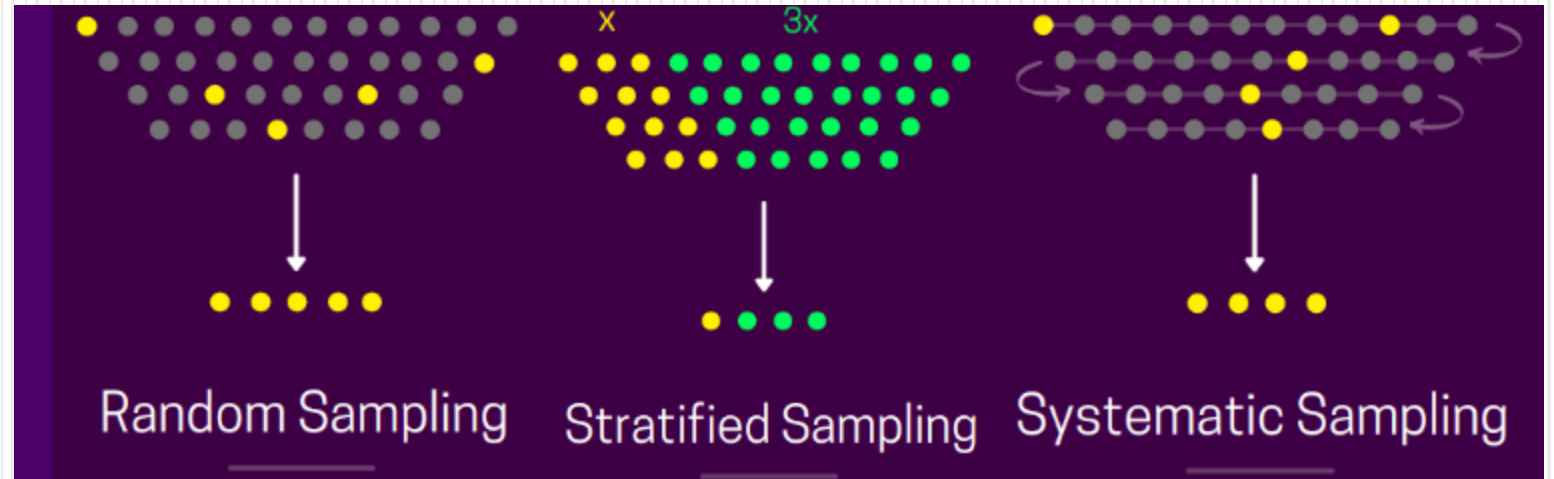 x
3x
Random Sampling
Stratified Sampling
Systematic Sampling